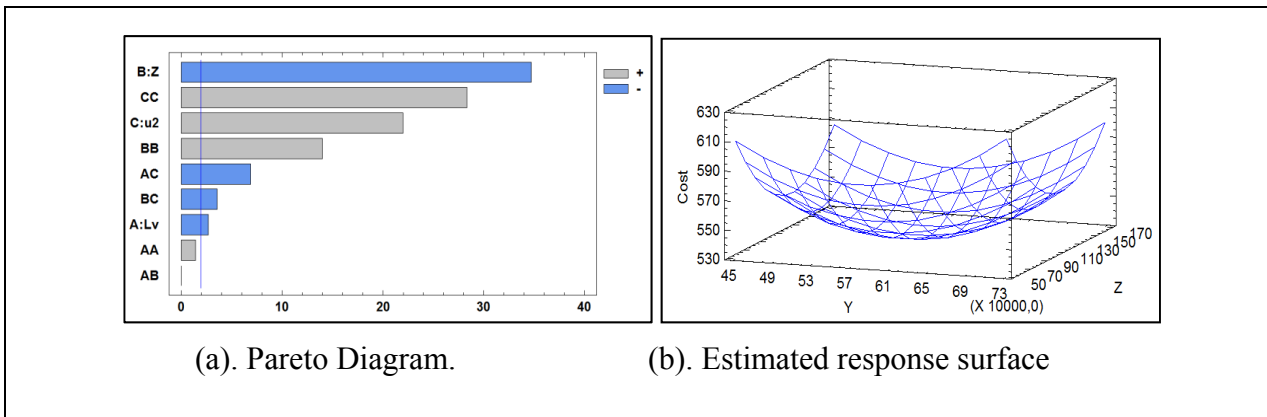 B:Z
CC
C:u2
BB
AC
BC
A:Lv
AA
AB
0 10 20 30 40
+
-
630
610
590
570
550
530
Cost
45 49 53 57 61 65 69 73
Y
(X 10000,0)
50 70 90 110 130 150 170
Z
(a). Pareto Diagram. (b). Estimated response surface